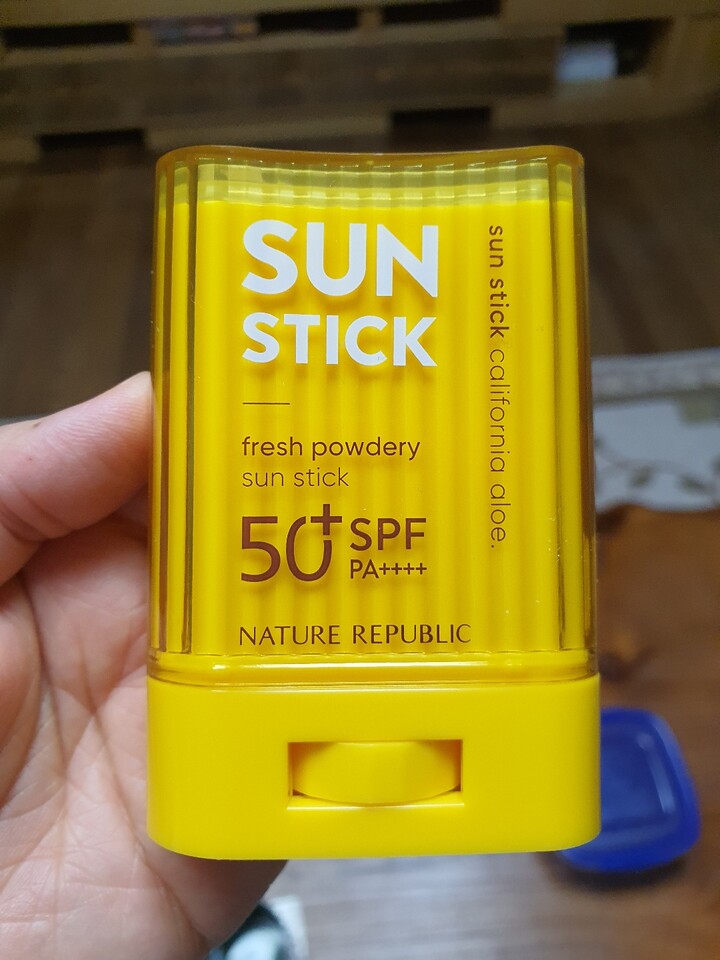 SUN
STICK
fresh powdery
sun stick
50+ SPF
PA++++
NATURE REPUBLIC
sun stick california aloe.